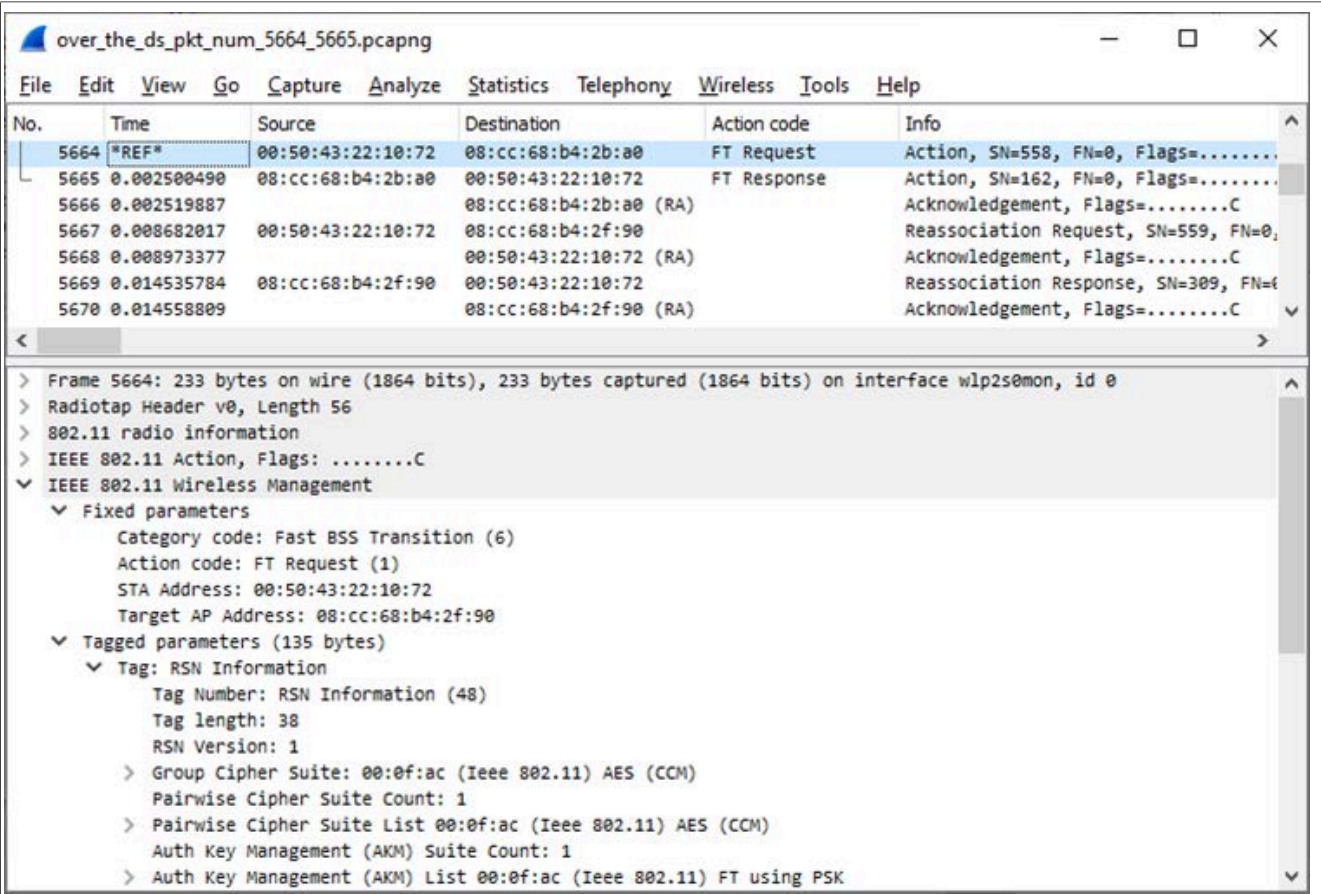 over_the_ds_pkt_num_5664_5665.pcapng
File Edit View Go Capture Analyze Statistics Telephony Wireless Tools Help
No. Time Source Destination Action code Info
5664 *REF* 00:50:43:22:10:72 08:cc:68:b4:2b:a0 FT Request Action, SN=558, FN=0, Flags=........
5665 0.002500490 08:cc:68:b4:2b:a0 00:50:43:22:10:72 FT Response Action, SN=162, FN=0, Flags=........
5666 0.002519887 08:cc:68:b4:2b:a0 (RA) Acknowledgement, Flags=........C
5667 0.008682017 00:50:43:22:10:72 08:cc:68:b4:2f:90 Reassociation Request, SN=559, FN=0,
5668 0.008973377 00:50:43:22:10:72 (RA) Acknowledgement, Flags=........C
5669 0.014535784 08:cc:68:b4:2f:90 00:50:43:22:10:72 Reassociation Response, SN=309, FN=
5670 0.014558809 08:cc:68:b4:2f:90 (RA) Acknowledgement, Flags=........C
Frame 5664: 233 bytes on wire (1864 bits), 233 bytes captured (1864 bits) on interface wlp2s0mon, id 0
Radiotap Header v0, Length 56
802.11 radio information
IEEE 802.11 Action, Flags: ........C
IEEE 802.11 Wireless Management
Fixed parameters
Category code: Fast BSS Transition (6)
Action code: FT Request (1)
STA Address: 00:50:43:22:10:72
Target AP Address: 08:cc:68:b4:2f:90
Tagged parameters (135 bytes)
Tag: RSN Information
Tag Number: RSN Information (48)
Tag length: 38
RSN Version: 1
Group Cipher Suite: 00:0f:ac (Ieee 802.11) AES (CCM)
Pairwise Cipher Suite Count: 1
Pairwise Cipher Suite List 00:0f:ac (Ieee 802.11) AES (CCM)
Auth Key Management (AKM) Suite Count: 1
Auth Key Management (AKM) List 00:0f:ac (Ieee 802.11) FT using PSK